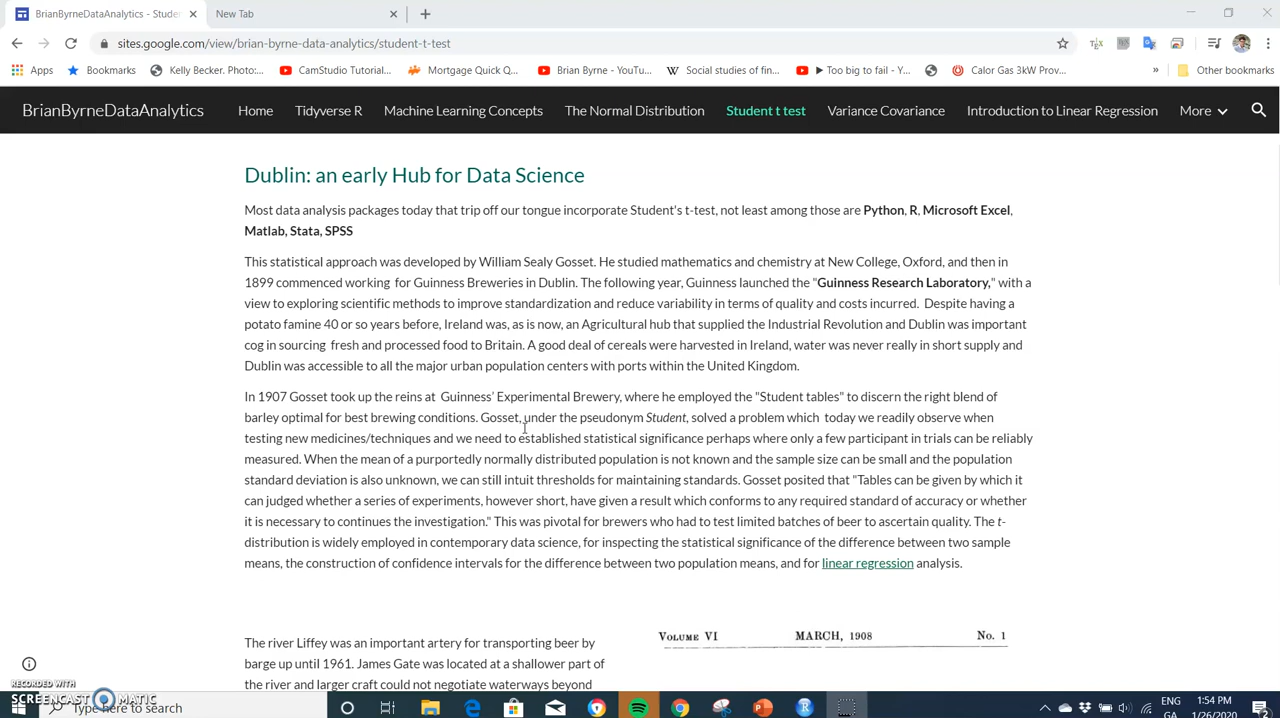 BrianByrneDataAnalytics - Studen
New Tab
sites.google.com/view/brian-byrne-data-analytics/student-t-test
Apps
Bookmarks
Kelly Becker. Photo:...
CamStudio Tutorial...
Mortgage Quick Q...
Brian Byrne - YouTu...
Social studies of fin...
▶ Too big to fail - Y...
Calor Gas 3kW Prov...
»
Other bookmarks
BrianByrneDataAnalytics
Home
Tidyverse R
Machine Learning Concepts
The Normal Distribution
Student t test
Variance Covariance
Introduction to Linear Regression
More
Dublin: an early Hub for Data Science
Most data analysis packages today that trip off our tongue incorporate Student's t-test, not least among those are Python, R, Microsoft Excel,
Matlab, Stata, SPSS
This statistical approach was developed by William Sealy Gosset. He studied mathematics and chemistry at New College, Oxford, and then in
1899 commenced working for Guinness Breweries in Dublin. The following year, Guinness launched the "Guinness Research Laboratory," with a
view to exploring scientific methods to improve standardization and reduce variability in terms of quality and costs incurred. Despite having a
potato famine 40 or so years before, Ireland was, as is now, an Agricultural hub that supplied the Industrial Revolution and Dublin was important
cog in sourcing fresh and processed food to Britain. A good deal of cereals were harvested in Ireland, water was never really in short supply and
Dublin was accessible to all the major urban population centers with ports within the United Kingdom.
In 1907 Gosset took up the reins at Guinness' Experimental Brewery, where he employed the "Student tables" to discern the right blend of
barley optimal for best brewing conditions. Gosset, under the pseudonym Student, solved a problem which today we readily observe when
testing new medicines/techniques and we need to established statistical significance perhaps where only a few participant in trials can be reliably
measured. When the mean of a purportedly normally distributed population is not known and the sample size can be small and the population
standard deviation is also unknown, we can still intuit thresholds for maintaining standards. Gosset posited that "Tables can be given by which it
can judged whether a series of experiments, however short, have given a result which conforms to any required standard of accuracy or whether
it is necessary to continues the investigation." This was pivotal for brewers who had to test limited batches of beer to ascertain quality. The t-
distribution is widely employed in contemporary data science, for inspecting the statistical significance of the difference between two sample
means, the construction of confidence intervals for the difference between two population means, and for linear regression analysis.
The river Liffey was an important artery for transporting beer by
barge up until 1961. James Gate was located at a shallower part of
the river and larger craft could not negotiate waterways beyond
VOLUME VI MARCH, 1908 No. 1
RECORDED WITH
SCREENCAST MATIC
Type here to search
ENG
GA
1:54 PM
1/26/2020
2